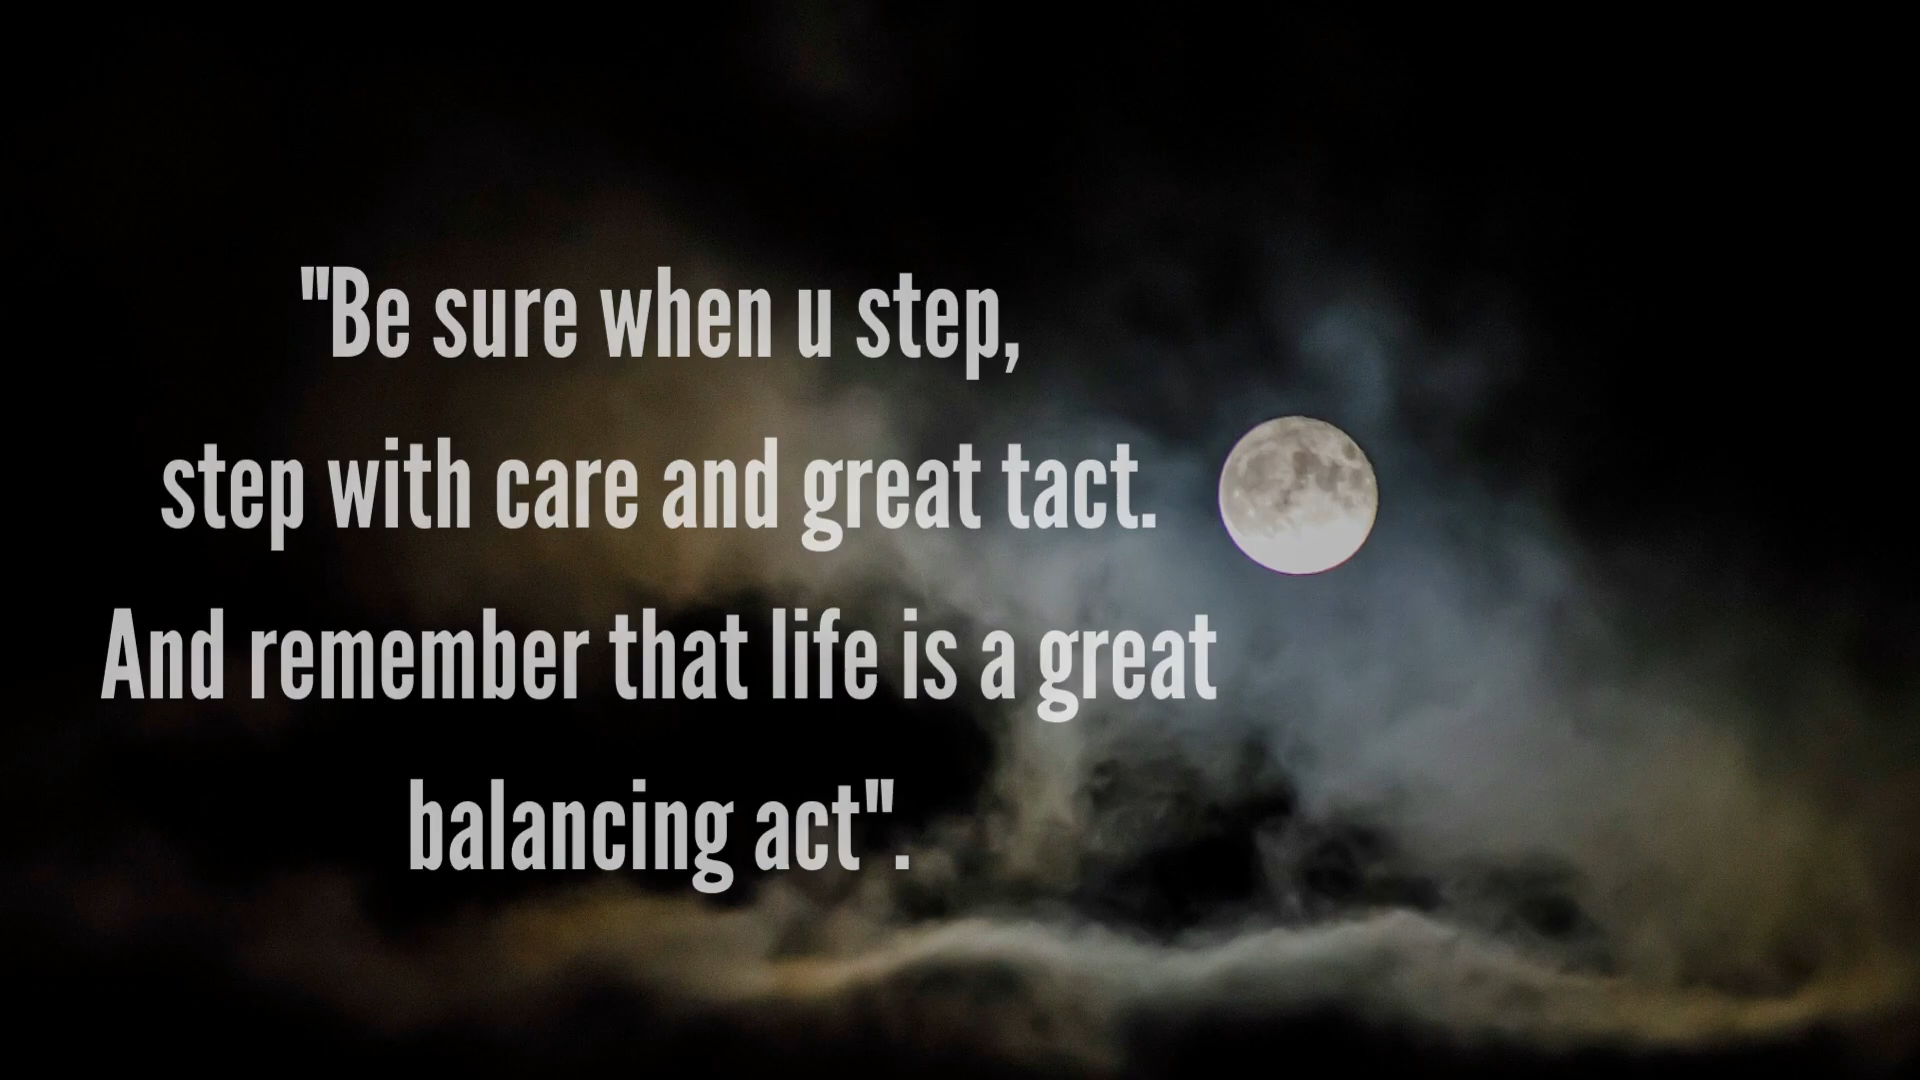 "Be sure when u step,
step with care and great tact.
And remember that life is a great
balancing act".